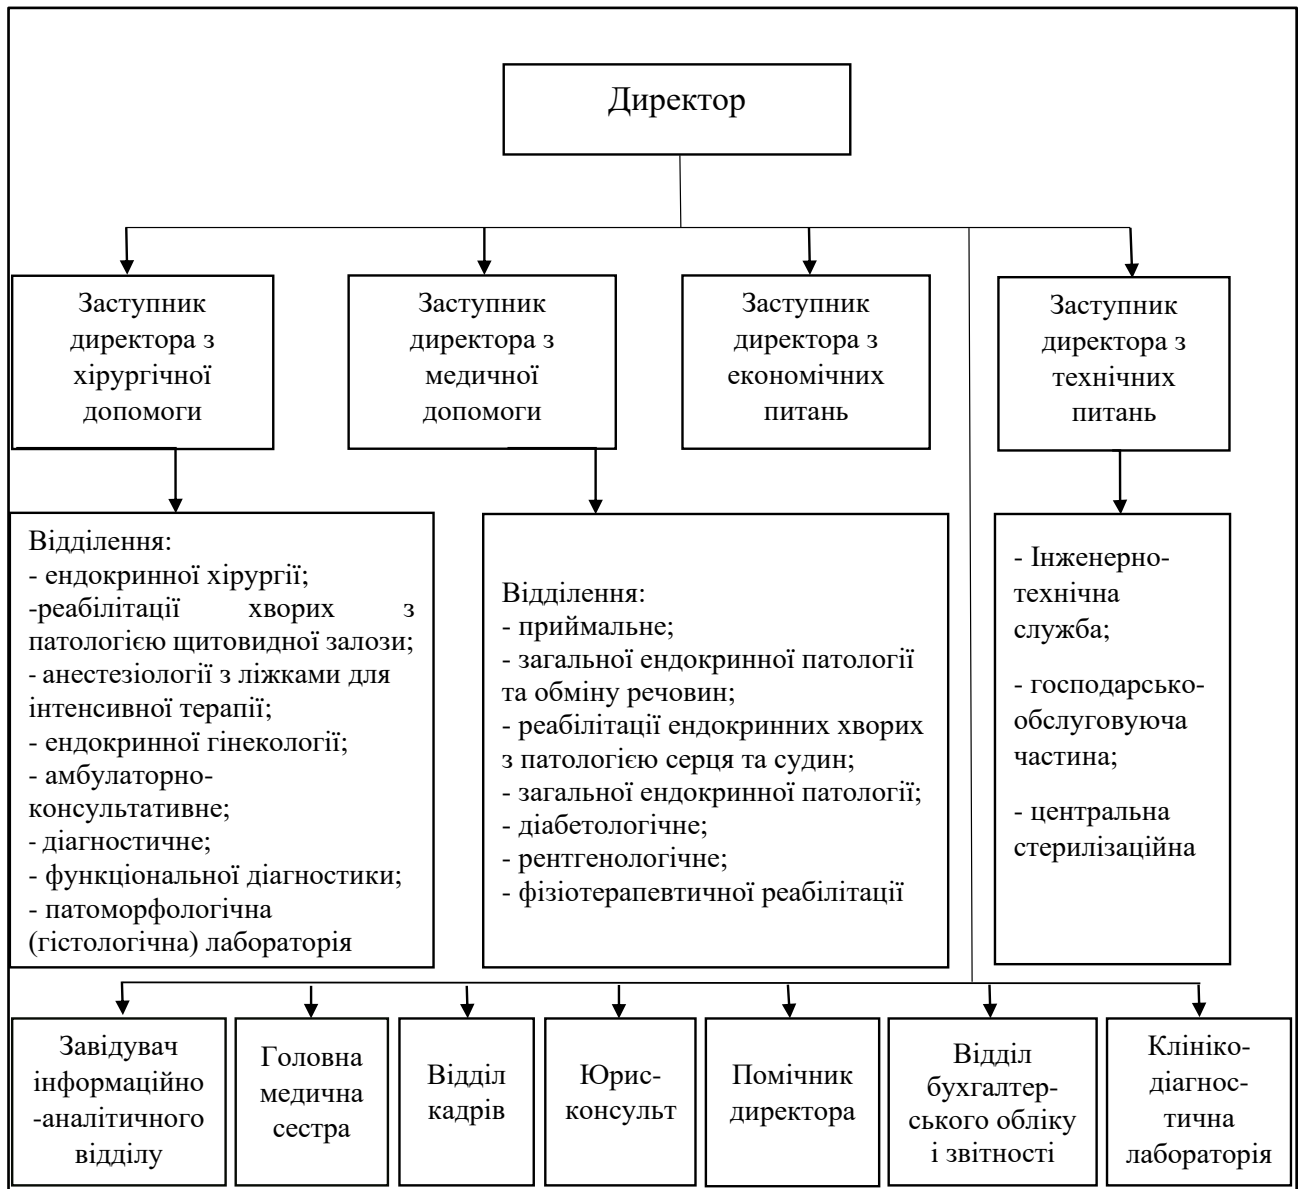 Директор
Заступник
директора з
хірургічної
допомоги
Заступник
директора з
медичної
допомоги
Заступник
директора з
економічних
питань
Заступник
директора з
технічних
питань
Відділення:
- ендокринної хірургії;
-реабілітації хворих з
патологією щитовидної залози;
- анестезіології з ліжками для
інтенсивної терапії;
- ендокринної гінекології;
- амбулаторно-
консультативне;
- діагностичне;
- функціональної діагностики;
- патоморфологічна
(гістологічна) лабораторія
Відділення:
- приймальне;
- загальної ендокринної патології
та обміну речовин;
- реабілітації ендокринних хворих
з патологією серця та судин;
- загальної ендокринної патології;
- діабетологічне;
- рентгенологічне;
- фізіотерапевтичної реабілітації
- Інженерно-
технічна
служба;
- господарсько-
обслуговуюча
частина;
- центральна
стерилізаційна
Завідувач
інформаційно
-аналітичного
відділу
Головна
медична
сестра
Відділ
кадрів
Юрис-
консульт
Помічник
директора
Відділ
бухгалтер-
ського обліку
і звітності
Клініко-
діагнос-
тична
лабораторія